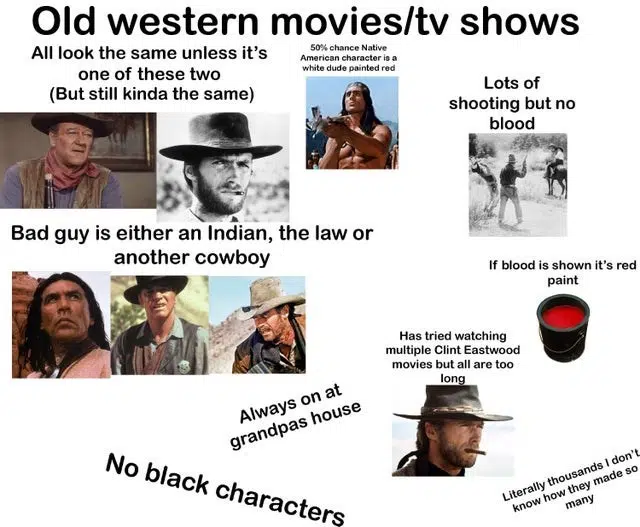 Old western movies/tv shows
All look the same unless it's
one of these two
(But still kinda the same)
50% chance Native
American character is a
white dude painted red
Lots of
shooting but no
blood
Bad guy is either an Indian, the law or
another cowboy
If blood is shown it's red
paint
Has tried watching
multiple Clint Eastwood
movies but all are too
long
Always on at
grandpas house
No black characters
Literally thousands I don't
know how they made so
many